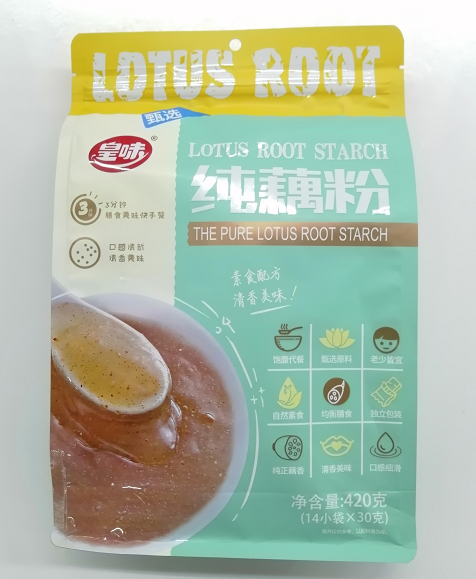 LOTUS ROOT
甄选
皇味
®
LOTUS ROOT STARCH
纯藕粉
THE PURE LOTUS ROOT STARCH
3分钟
口感清甜
清香爽味
素食配方
清香美味！
饱腹代餐
甄选原料
老少皆宜
自然素食
均衡膳食
独立包装
纯正藕香
清香美味
口感细滑
净含量:420克
(14小袋×30克)